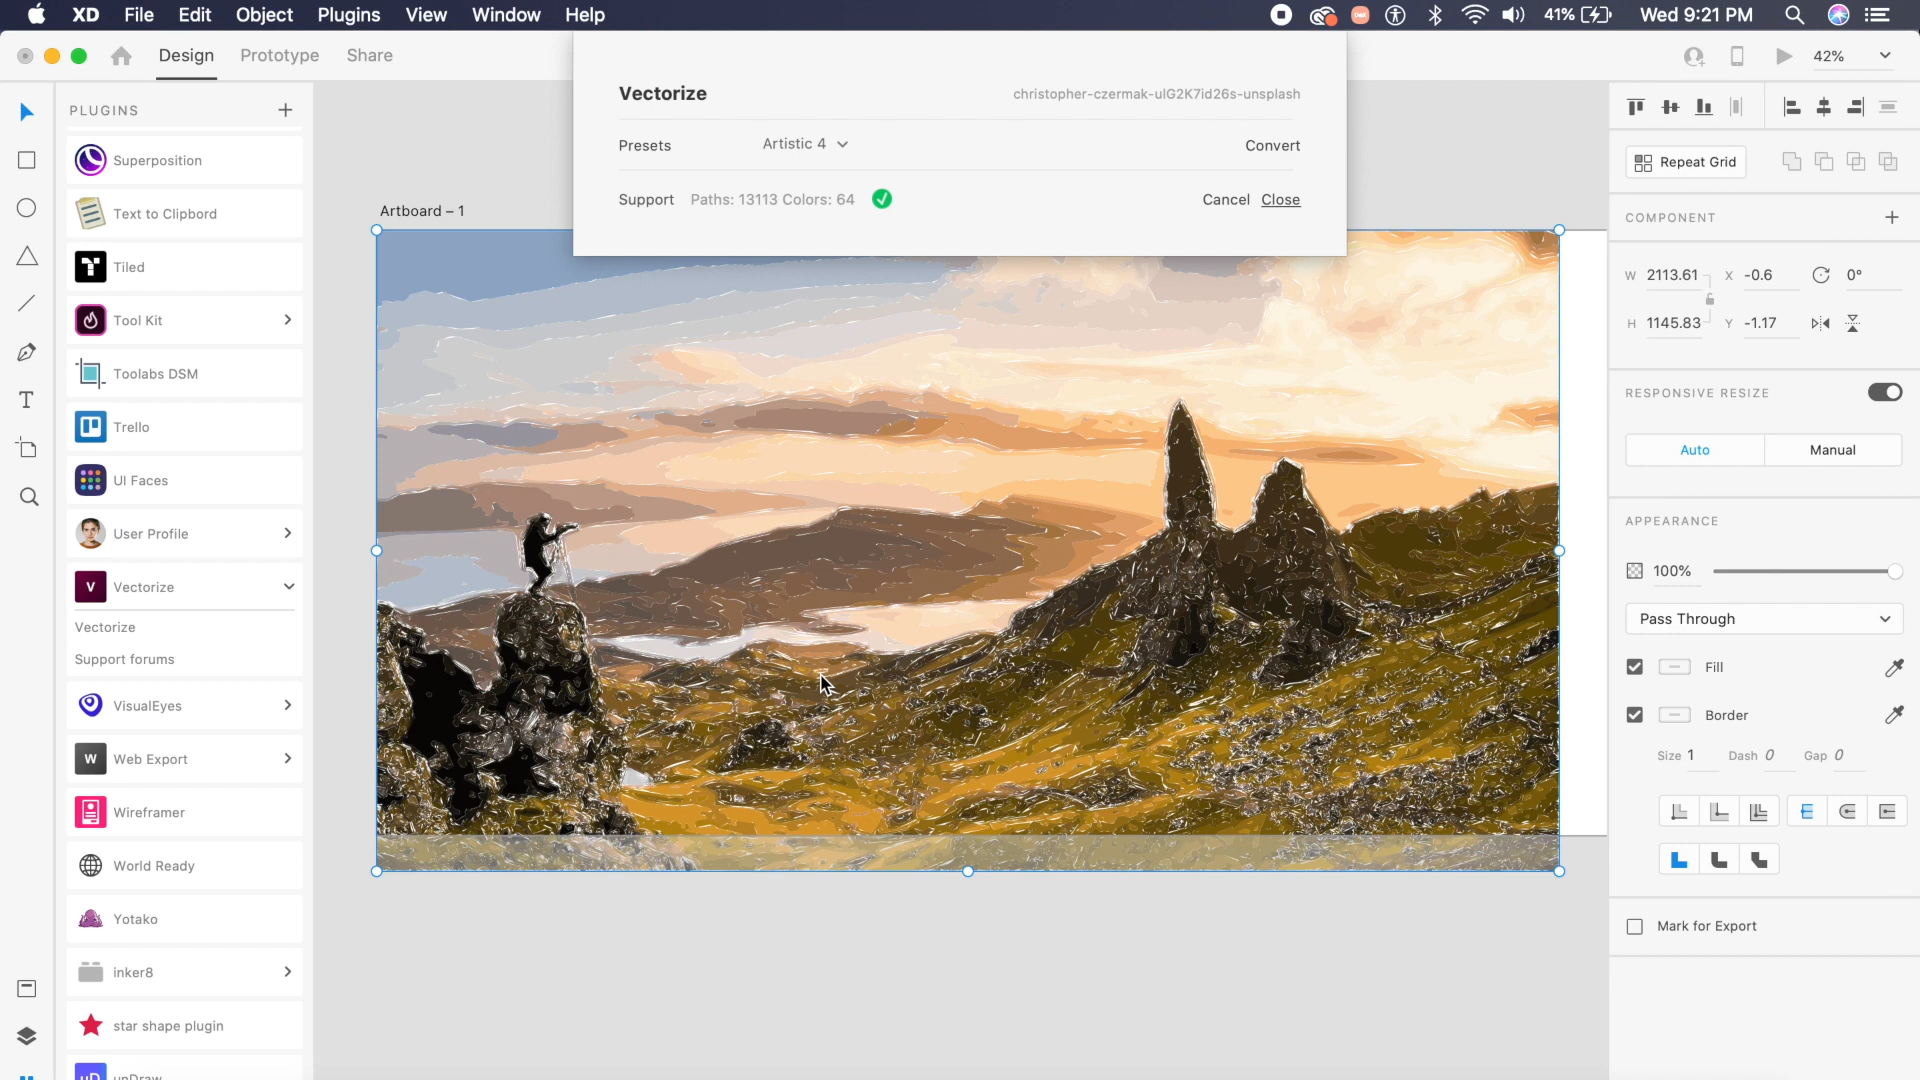 XD File Edit Object Plugins View Window Help 41% Wed 9:21 PM
Design Prototype Share 42%
PLUGINS
Superposition
Text to Clipbord
Tiled
Tool Kit
Toolabs DSM
Trello
UI Faces
User Profile
V Vectorize
Vectorize
Support forums
VisualEyes
W Web Export
Wireframer
World Ready
Yotako
inker8
star shape plugin
unDraw
Vectorize christopher-czermak-uIG2K7id26s-unsplash
Presets Artistic 4 Convert
Support Paths: 13113 Colors: 64 Cancel Close
Artboard – 1
Repeat Grid
COMPONENT
W 2113.61 X -0.6 0°
H 1145.83 Y -1.17
RESPONSIVE RESIZE
Auto Manual
APPEARANCE
100%
Pass Through
Fill
Border
Size 1 Dash 0 Gap 0
Mark for Export